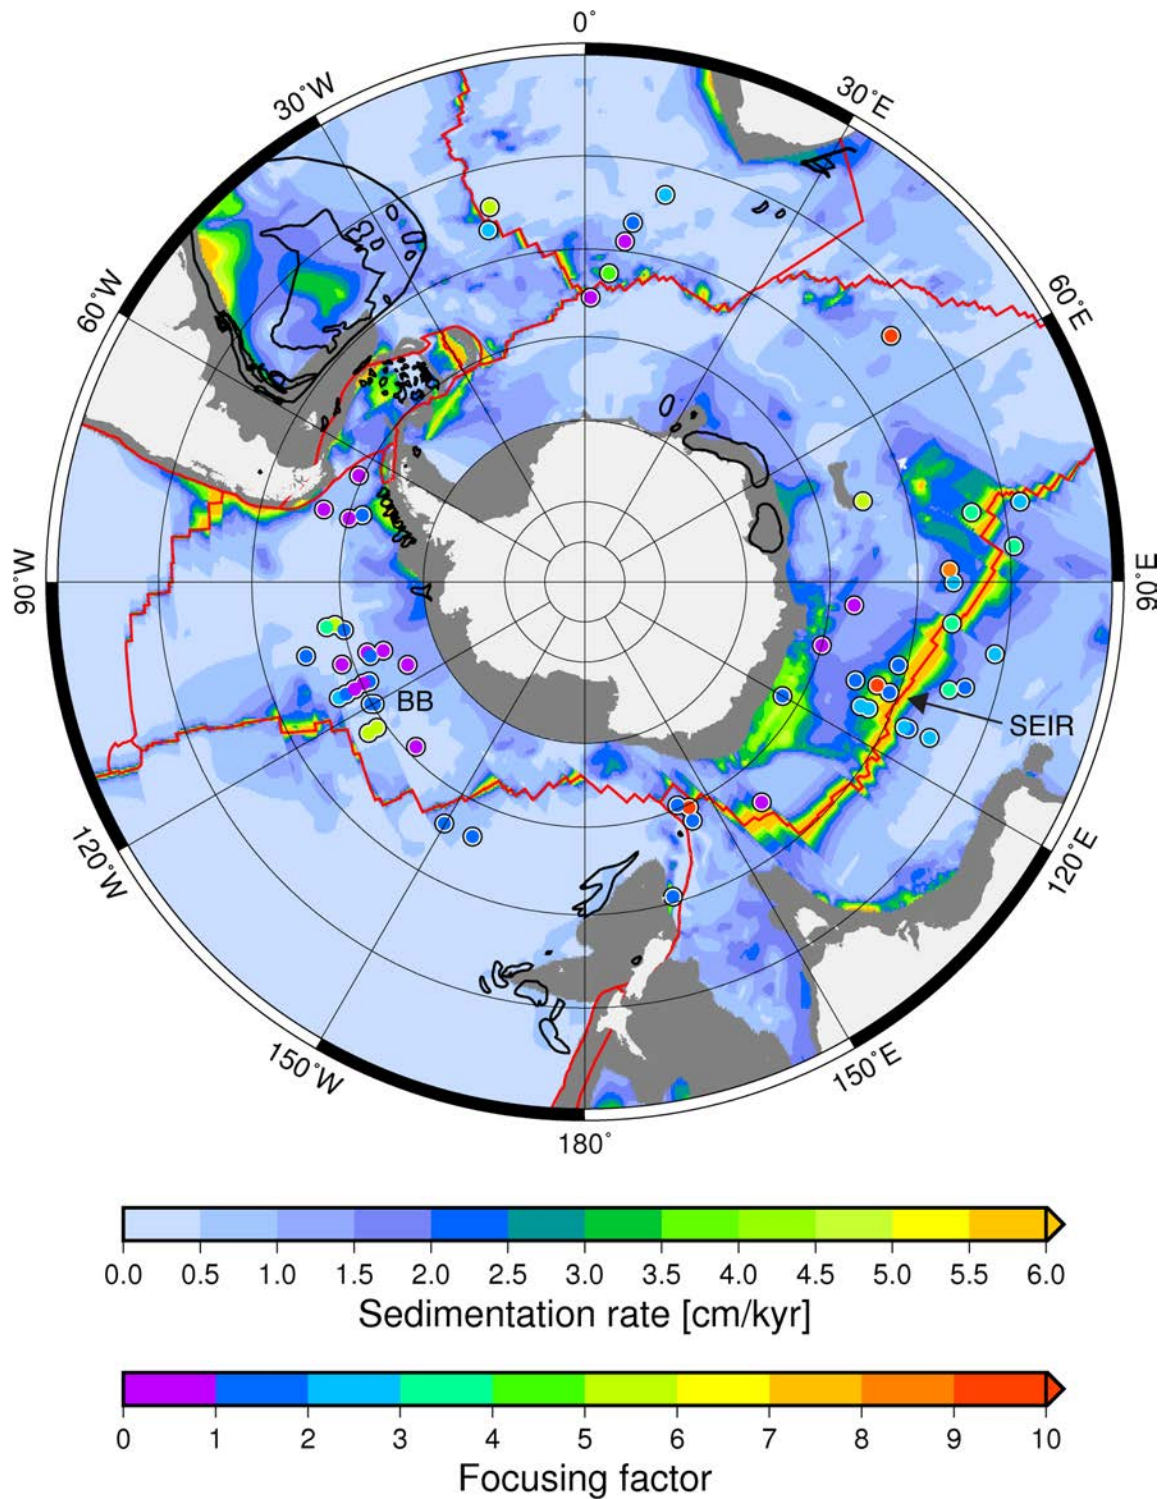 0°
30°W
30°E
60°W
60°E
90°W
90°E
BB
SEIR
120°W
120°E
150°W
150°E
180°
0.0 0.5 1.0 1.5 2.0 2.5 3.0 3.5 4.0 4.5 5.0 5.5 6.0
Sedimentation rate [cm/kyr]
0 1 2 3 4 5 6 7 8 9 10
Focusing factor